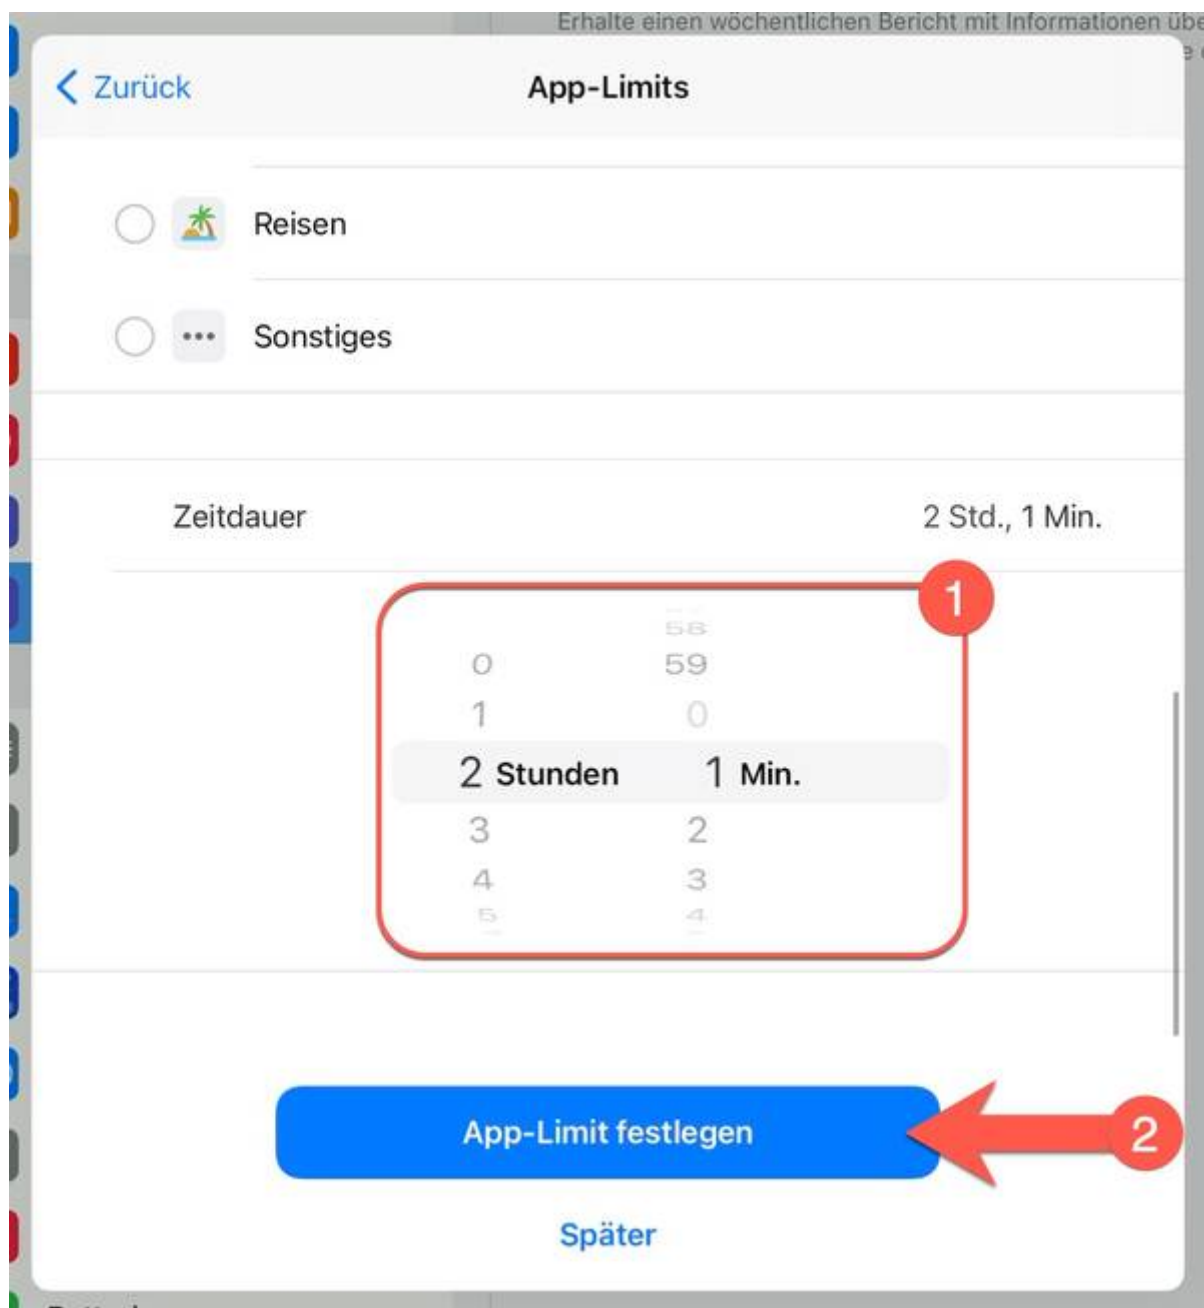 Erhalte einen wöchentlichen Bericht mit Informationen übe
Zurück
App-Limits
Reisen
Sonstiges
Zeitdauer 2 Std., 1 Min.
1
58
0 59
1 0
2 Stunden 1 Min.
3 2
4 3
5 4
App-Limit festlegen
2
Später